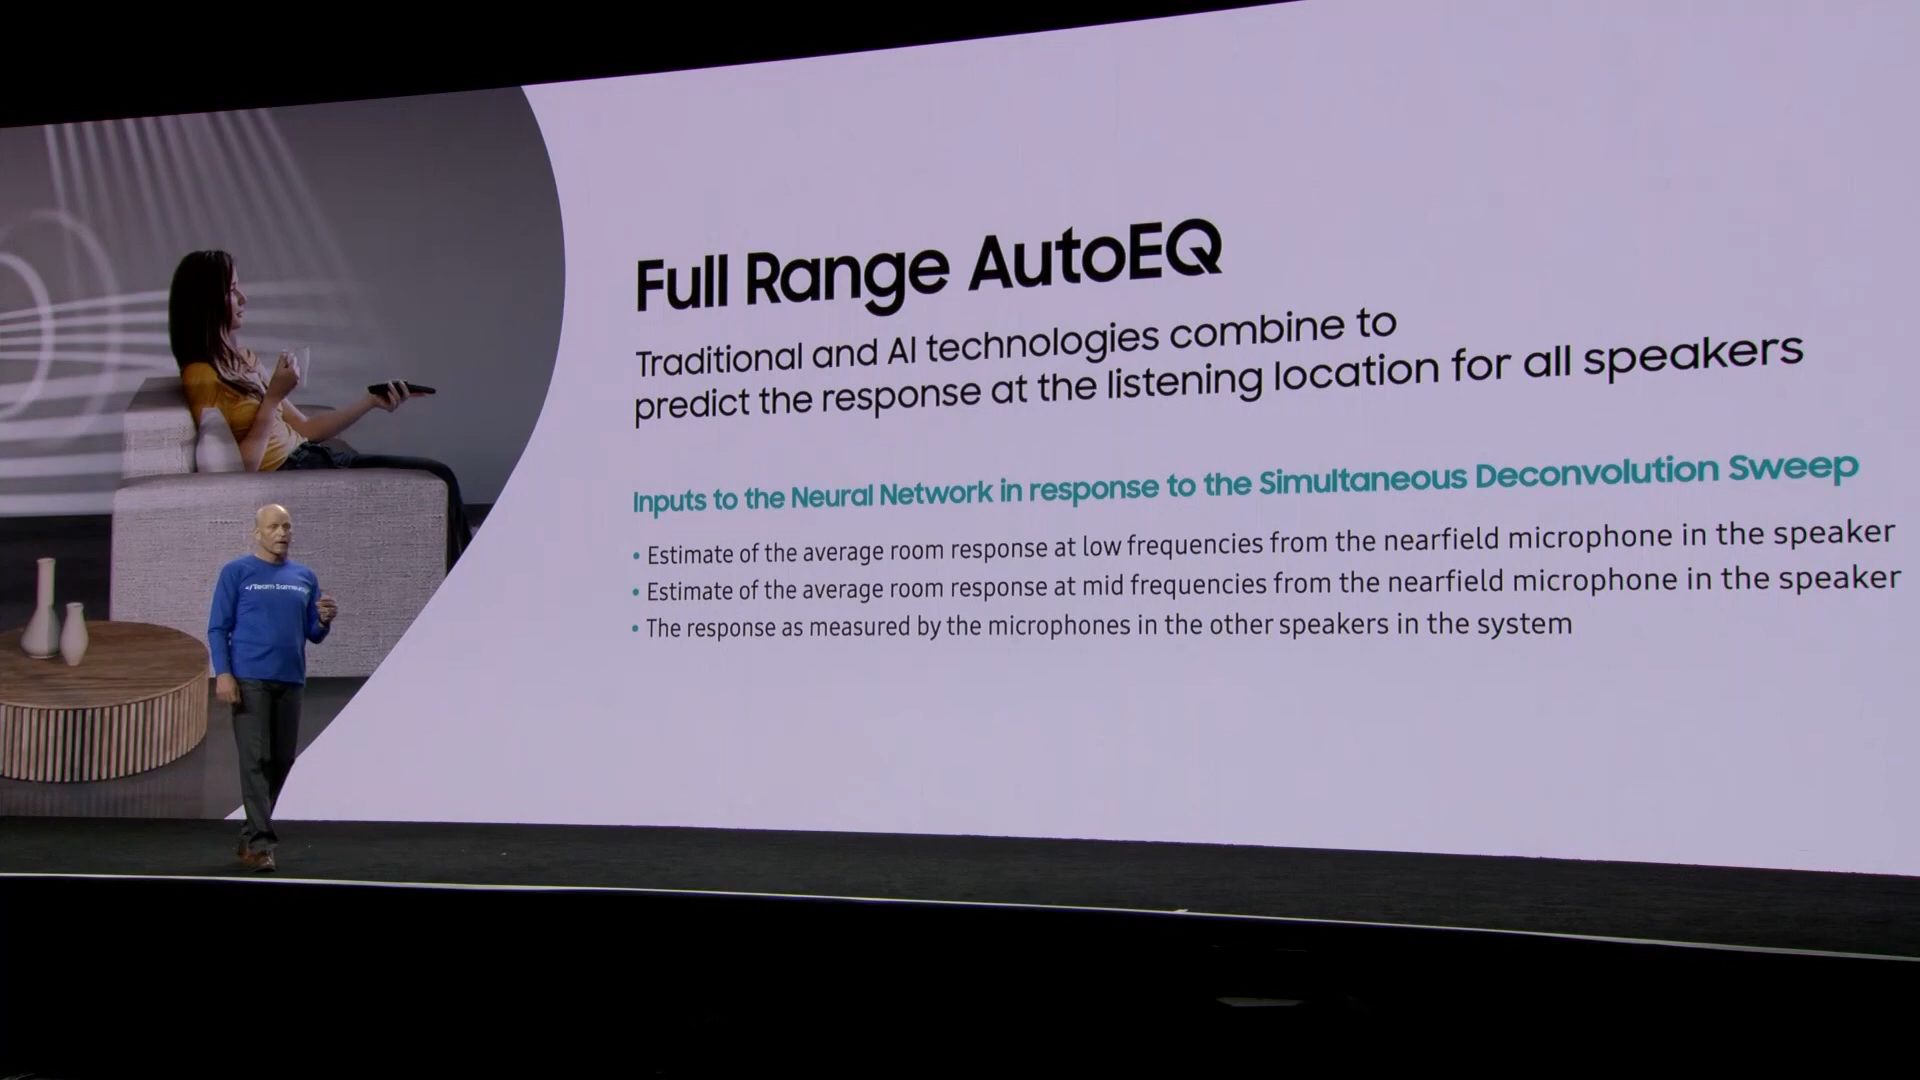 Full Range AutoEQ
Traditional and AI technologies combine to
predict the response at the listening location for all speakers
Inputs to the Neural Network in response to the Simultaneous Deconvolution Sweep
• Estimate of the average room response at low frequencies from the nearfield microphone in the speaker
• Estimate of the average room response at mid frequencies from the nearfield microphone in the speaker
• The response as measured by the microphones in the other speakers in the system